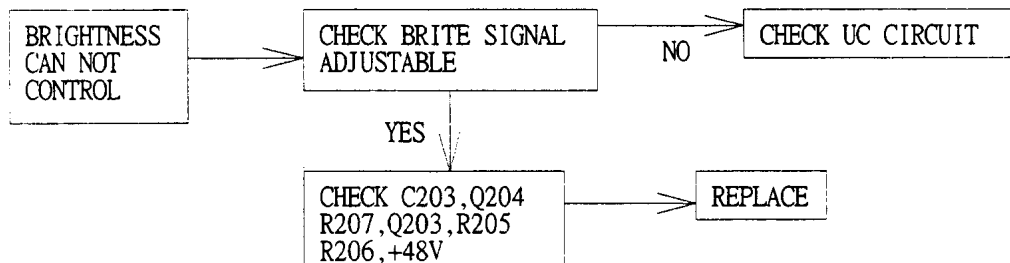 BRIGHTNESS
CAN NOT
CONTROL
CHECK BRITE SIGNAL
ADJUSTABLE
NO
CHECK UC CIRCUIT
YES
CHECK C203,Q204
R207,Q203,R205
R206,+48V
REPLACE